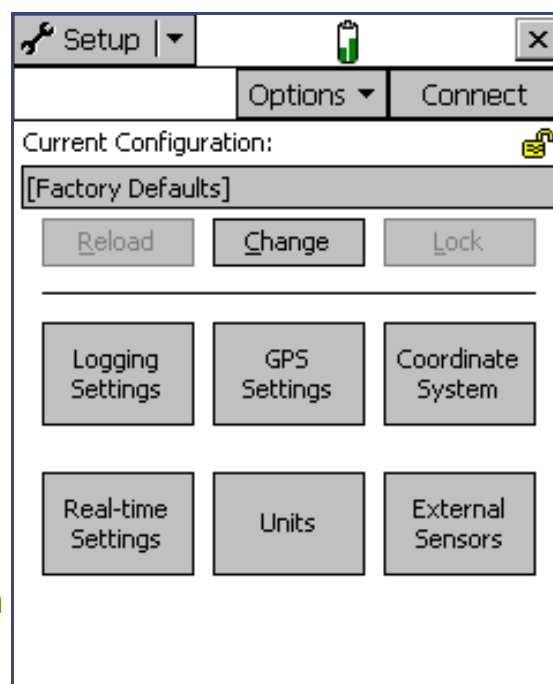 Setup
Options Connect
Current Configuration:
[Factory Defaults]
Reload Change Lock
Logging Settings
GPS Settings
Coordinate System
Real-time Settings
Units
External Sensors